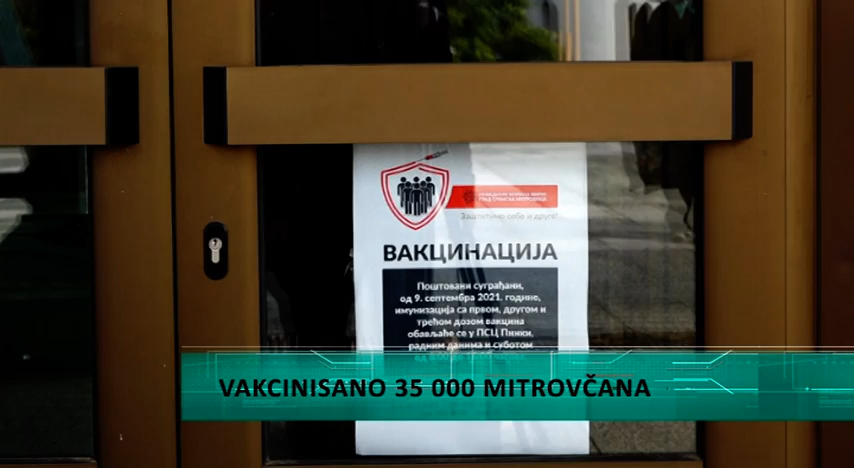 Заштитимо себе и друге!
ВАКЦИНАЦИЈА
Поштовани суграђани,
од 9. септембра 2021. године,
имунизација са првом, другом и
трећом дозом вакцина
обављаће се у ПСЦ Пинки,
радним данима и суботом
VAKCINISANO 35 000 MITROVČANA